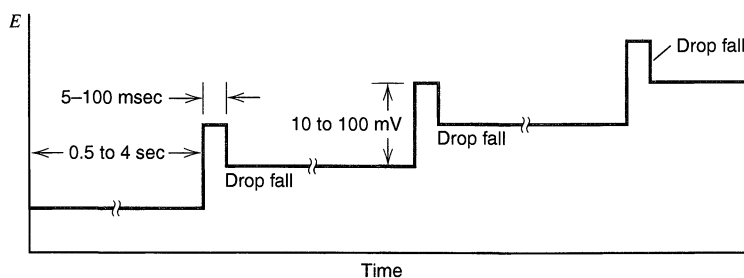 E
Drop fall
5–100 msec
10 to 100 mV
Drop fall
0.5 to 4 sec
Drop fall
Time